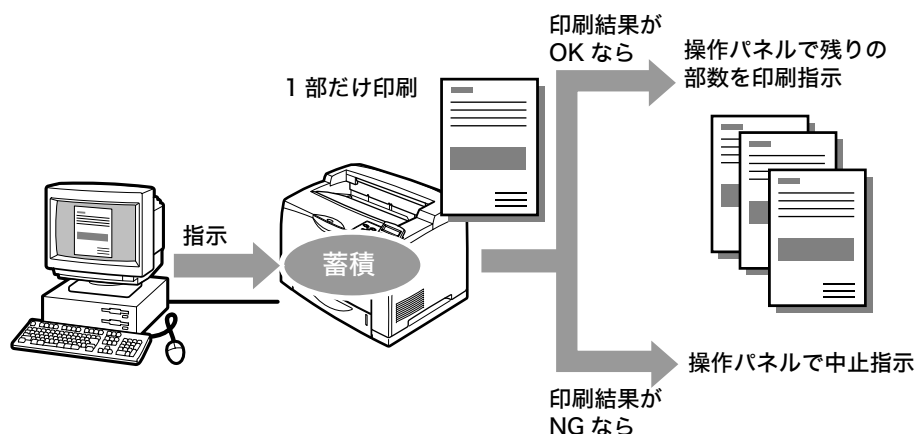 印刷結果が
OK なら
操作パネルで残りの
部数を印刷指示
1 部だけ印刷
指示
蓄積
操作パネルで中止指示
印刷結果が
NG なら